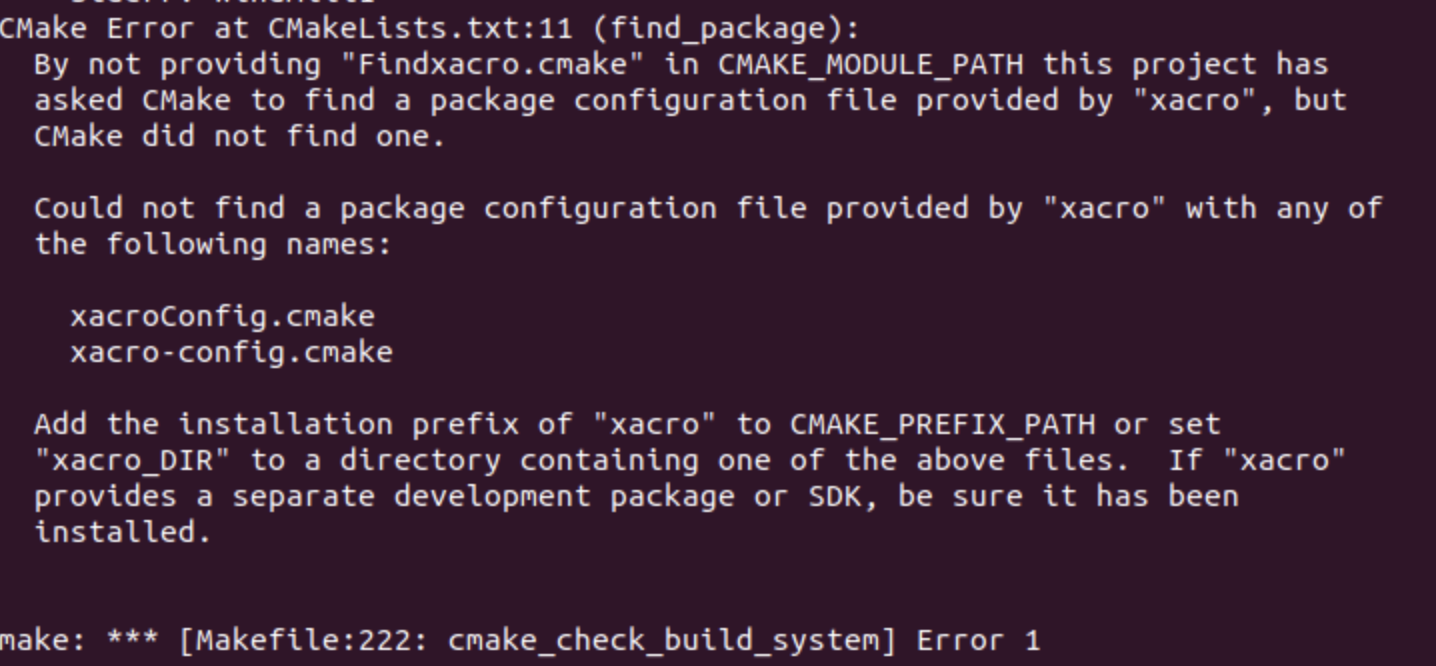 CMake Error at CMakeLists.txt:11 (find_package):
By not providing "Findxacro.cmake" in CMAKE_MODULE_PATH this project has
asked CMake to find a package configuration file provided by "xacro", but
CMake did not find one.
Could not find a package configuration file provided by "xacro" with any of
the following names:
xacroConfig.cmake
xacro-config.cmake
Add the installation prefix of "xacro" to CMAKE_PREFIX_PATH or set
"xacro_DIR" to a directory containing one of the above files.  If "xacro"
provides a separate development package or SDK, be sure it has been
installed.
make: *** [Makefile:222: cmake_check_build_system] Error 1